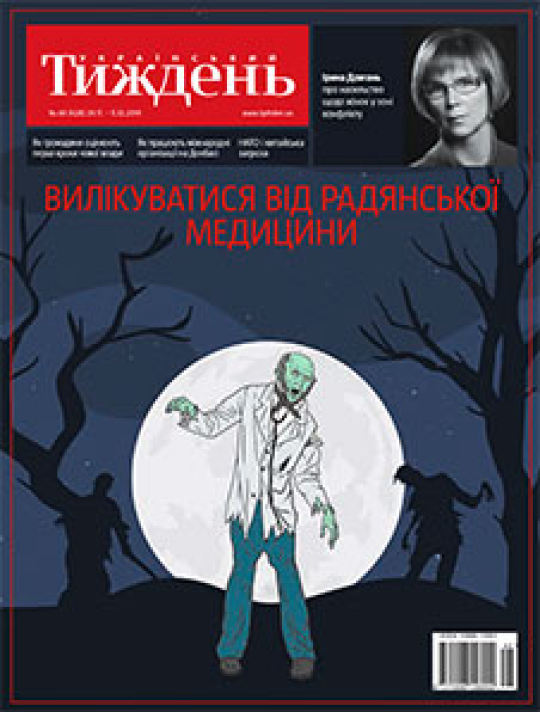 УКРАЇНСЬКИЙ
Тиждень
www.tyzhden.ua
Ірина Довгань
про насильство
щодо жінок у зоні
конфлікту
Як громадяни оцінюють
перші кроки нової влади
Як працюють міжнародні
організації на Донбасі
НАТО і китайська
загроза
ВИЛІКУВАТИСЯ ВІД РАДЯНСЬКОЇ
МЕДИЦИНИ